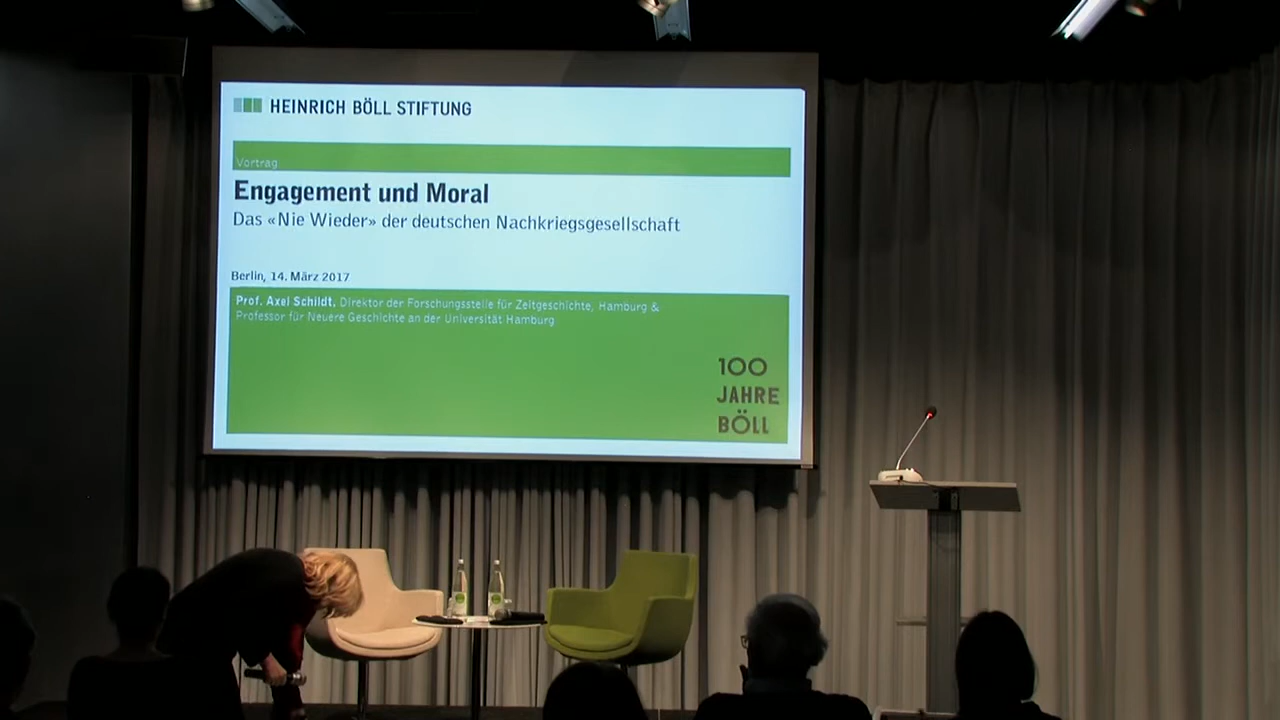 HEINRICH BÖLL STIFTUNG
Vortrag
Engagement und Moral
Das «Nie Wieder» der deutschen Nachkriegsgesellschaft
Berlin, 14. März 2017
Prof. Axel Schildt, Direktor der Forschungsstelle für Zeitgeschichte, Hamburg &
Professor für Neuere Geschichte an der Universität Hamburg
100
JAHRE
BÖLL